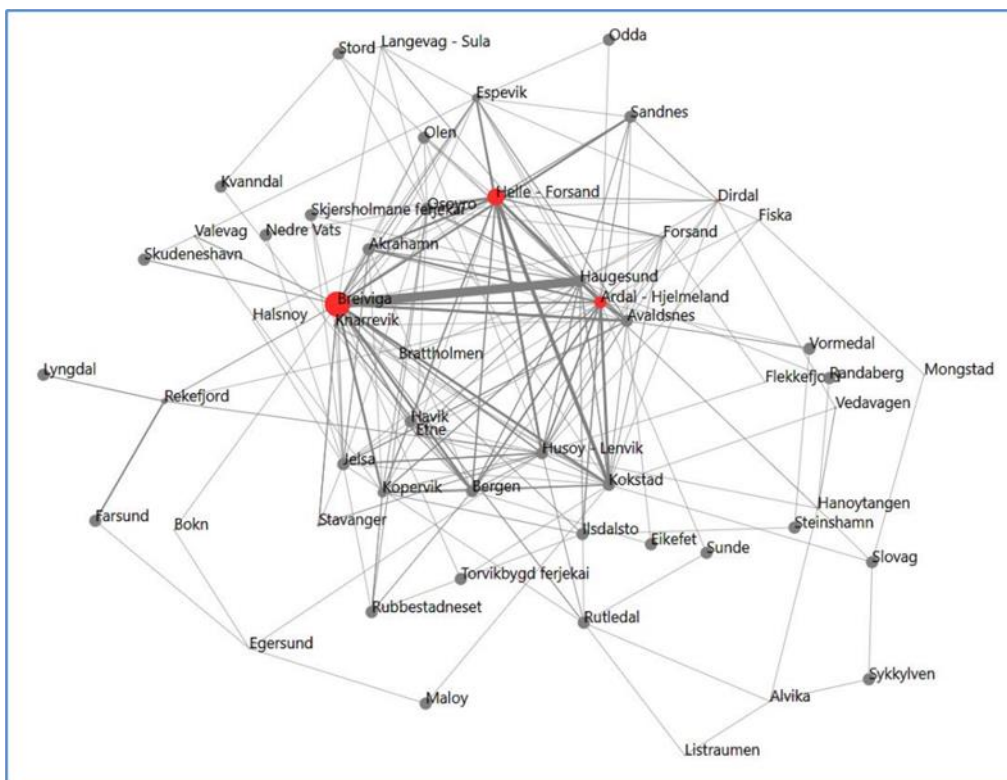 Odda
Langevag - Sula
Stord
Espevik
Sandnes
Olen
Kvanndal
Helle - Forsand
Dirdal
Osoyro
Skjersholmane ferjekai
Fiska
Valevag
Nedre Vats
Forsand
Akrahamn
Skudeneshavn
Haugesund
Breiviga
Ardal - Hjelmeland
Halsnoy
Knarrevik
Avaldsnes
Vormedal
Brattholmen
Lyngdal
Flekkefjord
Randaberg
Mongstad
Rekefjord
Vedavagen
Havik
Etne
Husoy - Lenvik
Jelsa
Kopervik
Bergen
Kokstad
Hanoytangen
Farsund
Bokn
Stavanger
Ilsdalsto
Steinshamn
Eikefet
Sunde
Slovag
Torvikbygd ferjekai
Rubbestadneset
Rutledal
Egersund
Sykkylven
Maloy
Alvika
Listraumen